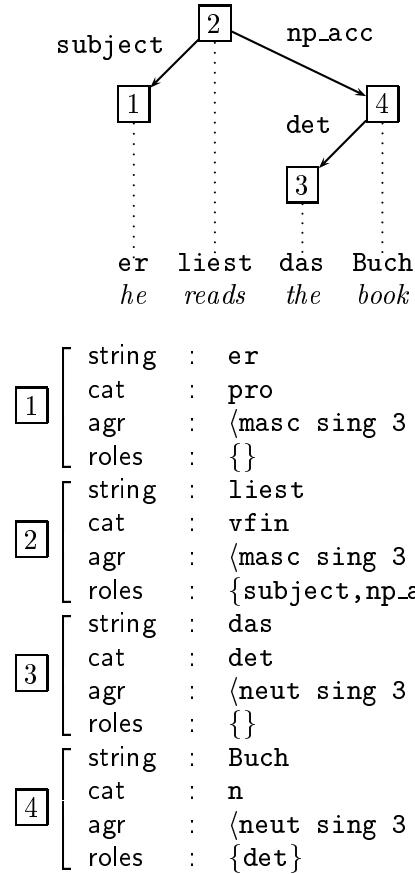 2
subject np_acc
1 4
det
3
er liest das Buch
he reads the book
string : er
1 cat : pro
agr : ⟨masc sing 3
roles : {}
string : liest
2 cat : vfin
agr : ⟨masc sing 3
roles : {subject,np_a
string : das
3 cat : det
agr : ⟨neut sing 3
roles : {}
string : Buch
4 cat : n
agr : ⟨neut sing 3
roles : {det}